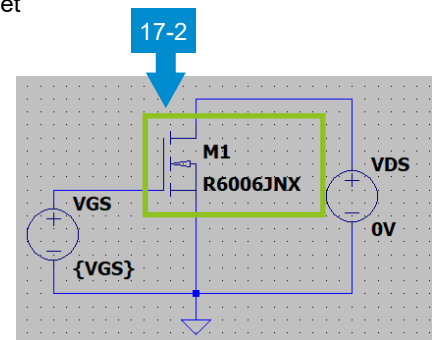 et
17-2
M1
R6006JNX
VDS
0V
VGS
{VGS}